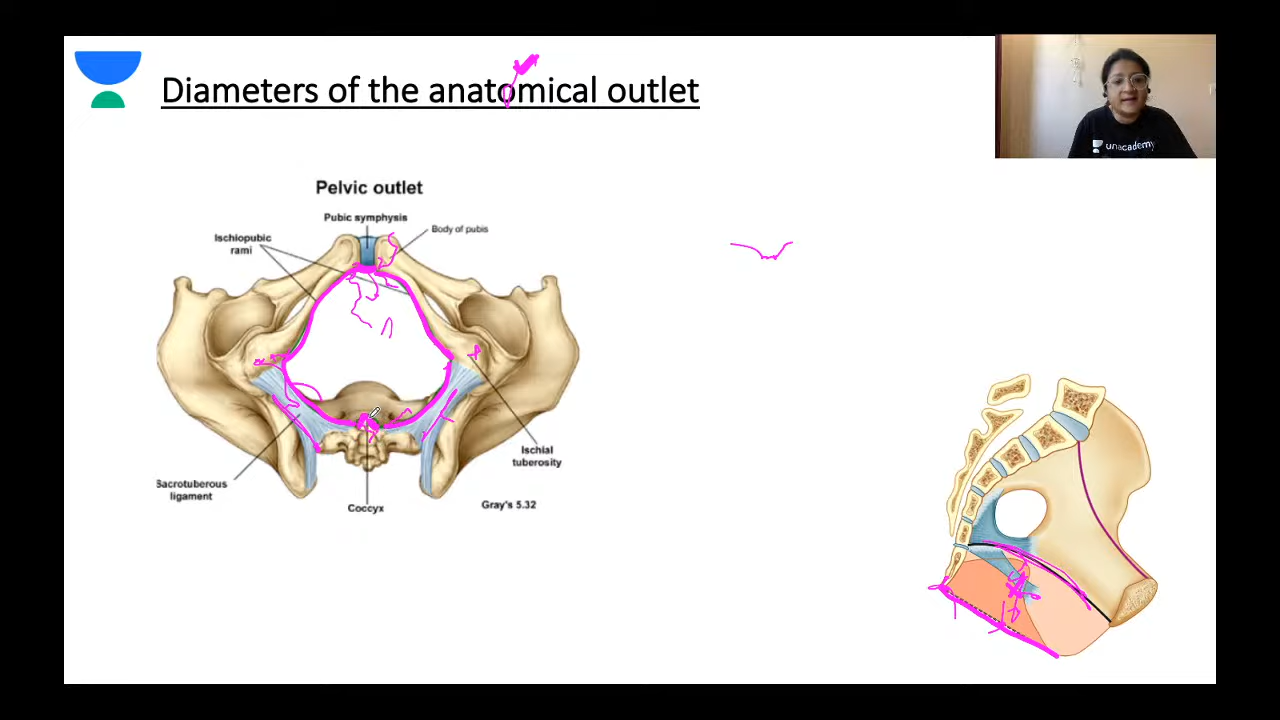 Diameters of the anatomical outlet
unacademy
Pelvic outlet
Pubic symphysis
Body of pubis
Ischiopubic
rami
Ischial
tuberosity
Sacrotuberous
ligament
Coccyx
Gray's 5.32